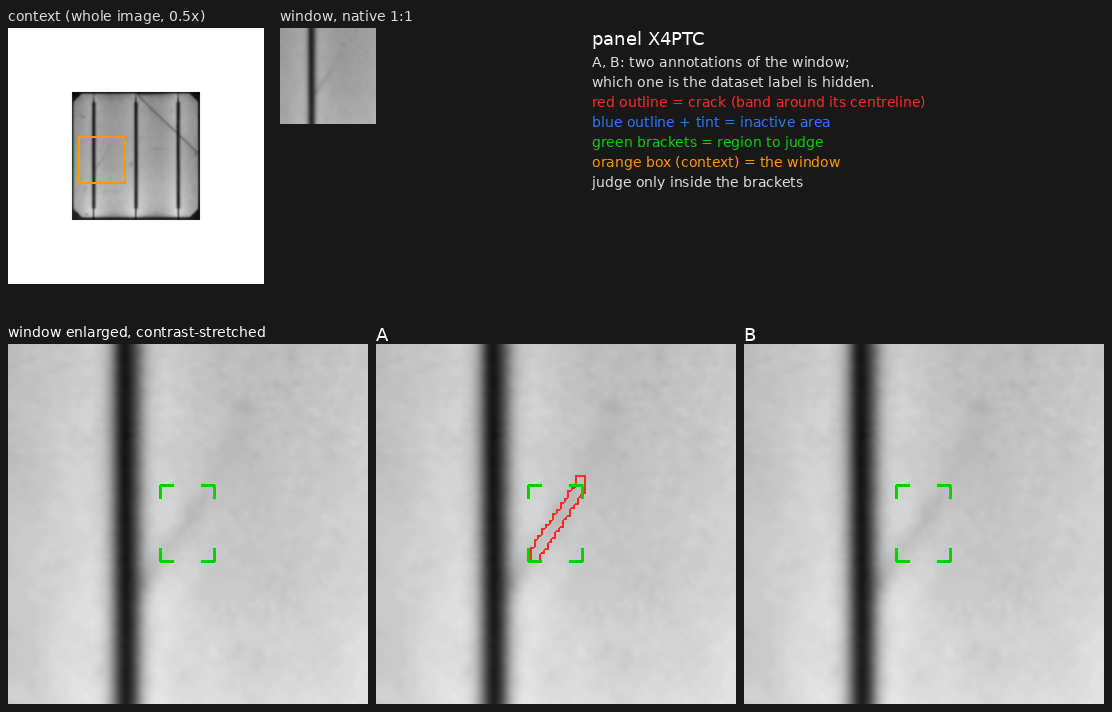 context (whole image, 0.5x)
window, native 1:1
panel X4PTC
A, B: two annotations of the window;
which one is the dataset label is hidden.
red outline = crack (band around its centreline)
blue outline + tint = inactive area
green brackets = region to judge
orange box (context) = the window
judge only inside the brackets
window enlarged, contrast-stretched
A
B